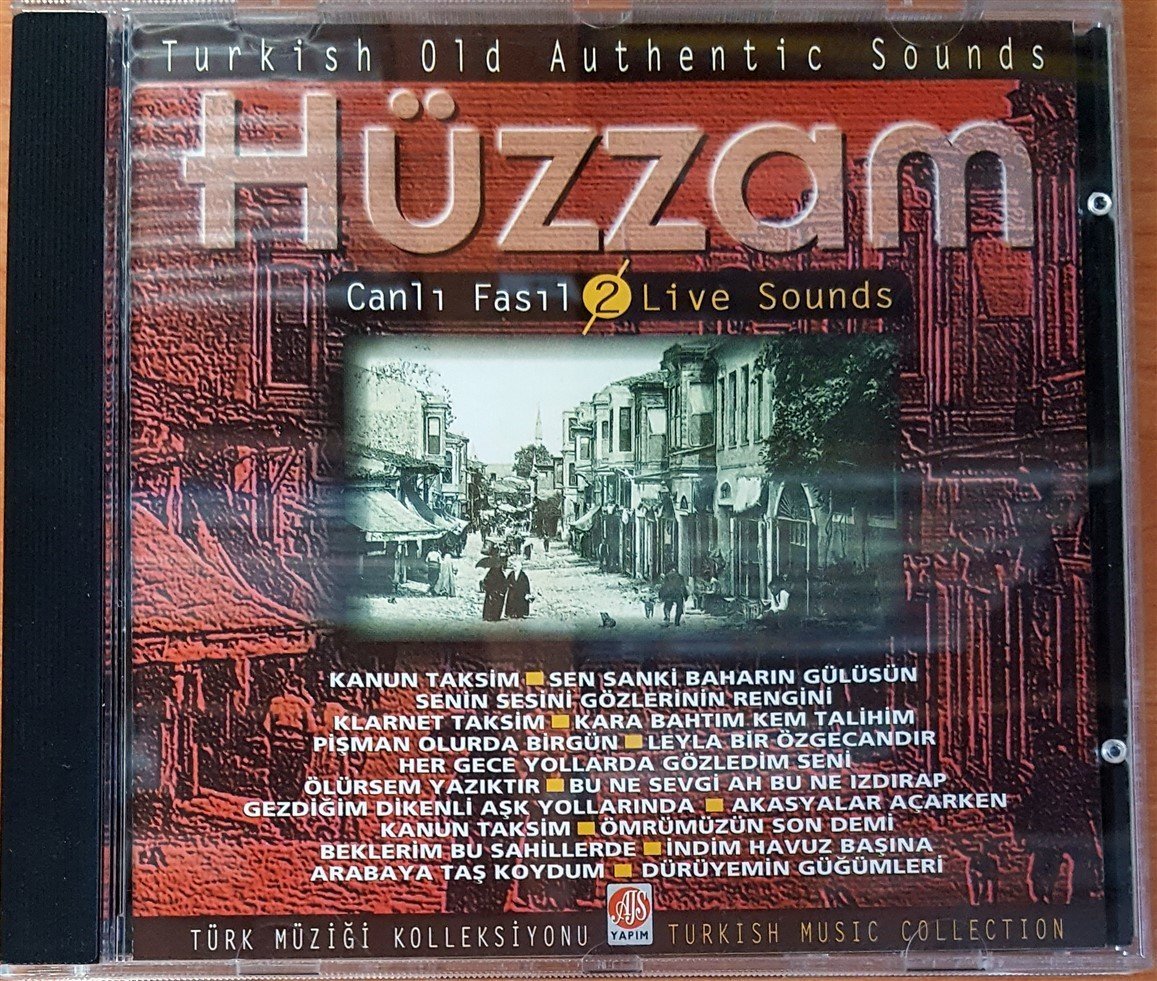 Turkish Old Authentic Sounds
Hüzzam
Canlı Fasıl 2 Live Sounds
KANUN TAKSİM ■ SEN SANKİ BAHARIN GÜLÜSÜN
SENİN SESİNİ GÖZLERİNİN RENGİNİ
KLARNET TAKSİM ■ KARA BAHTIM KEM TALİHİM
PİŞMAN OLURDA BİRGÜN ■ LEYLA BİR ÖZGECANDIR
HER GECE YOLLARDA GÖZLEDİM SENİ
ÖLÜRSEM YAZIKTIR ■ BU NE SEVGİ AH BU NE IZDIRAP
GEZDİĞİM DİKENLİ AŞK YOLLARINDA ■ AKASYALAR AÇARKEN
KANUN TAKSİM ■ ÖMRÜMÜZÜN SON DEMİ
BEKLERİM BU SAHİLLERDE ■ İNDİM HAVUZ BAŞINA
ARABAYA TAŞ KOYDUM ■ DÜRÜYEMİN GÜĞÜMLERİ
AJS
YAPIM
TÜRK MÜZİĞİ KOLLEKSİYONU TURKISH MUSIC COLLECTION